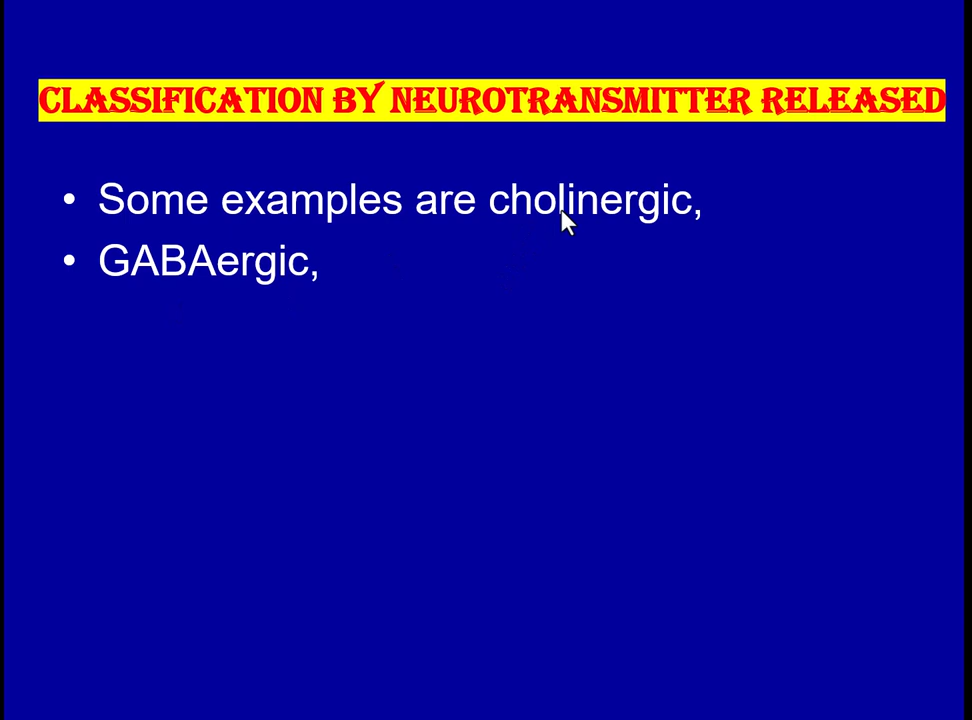 CLASSIFICATION BY NEUROTRANSMITTER RELEASED
• Some examples are cholinergic,
• GABAergic,